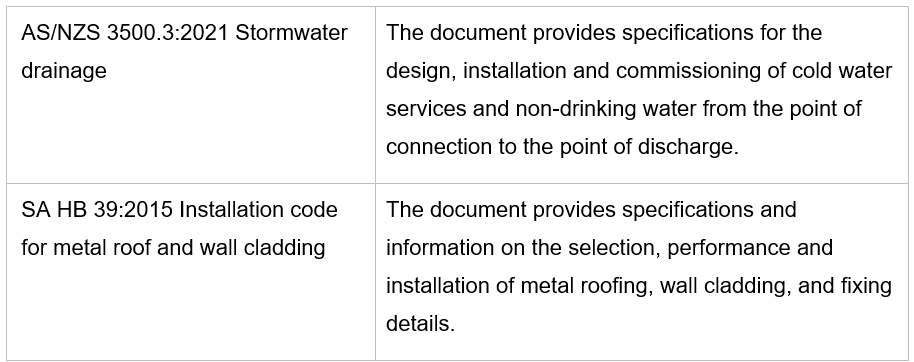 AS/NZS 3500.3:2021 Stormwater
drainage
The document provides specifications for the
design, installation and commissioning of cold water
services and non-drinking water from the point of
connection to the point of discharge.
SA HB 39:2015 Installation code
for metal roof and wall cladding
The document provides specifications and
information on the selection, performance and
installation of metal roofing, wall cladding, and fixing
details.